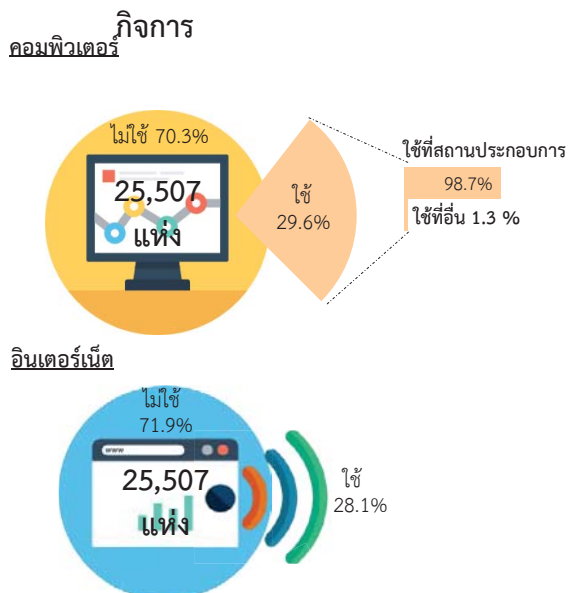 กิจการ
คอมพิวเตอร์
ไม่ใช้ 70.3%
25,507
แห่ง
ใช้
29.6%
ใช้ที่สถานประกอบการ
98.7%
ใช้ที่อื่น 1.3 %
อินเตอร์เน็ต
ไม่ใช้
71.9%
www
25,507
แห่ง
ใช้
28.1%